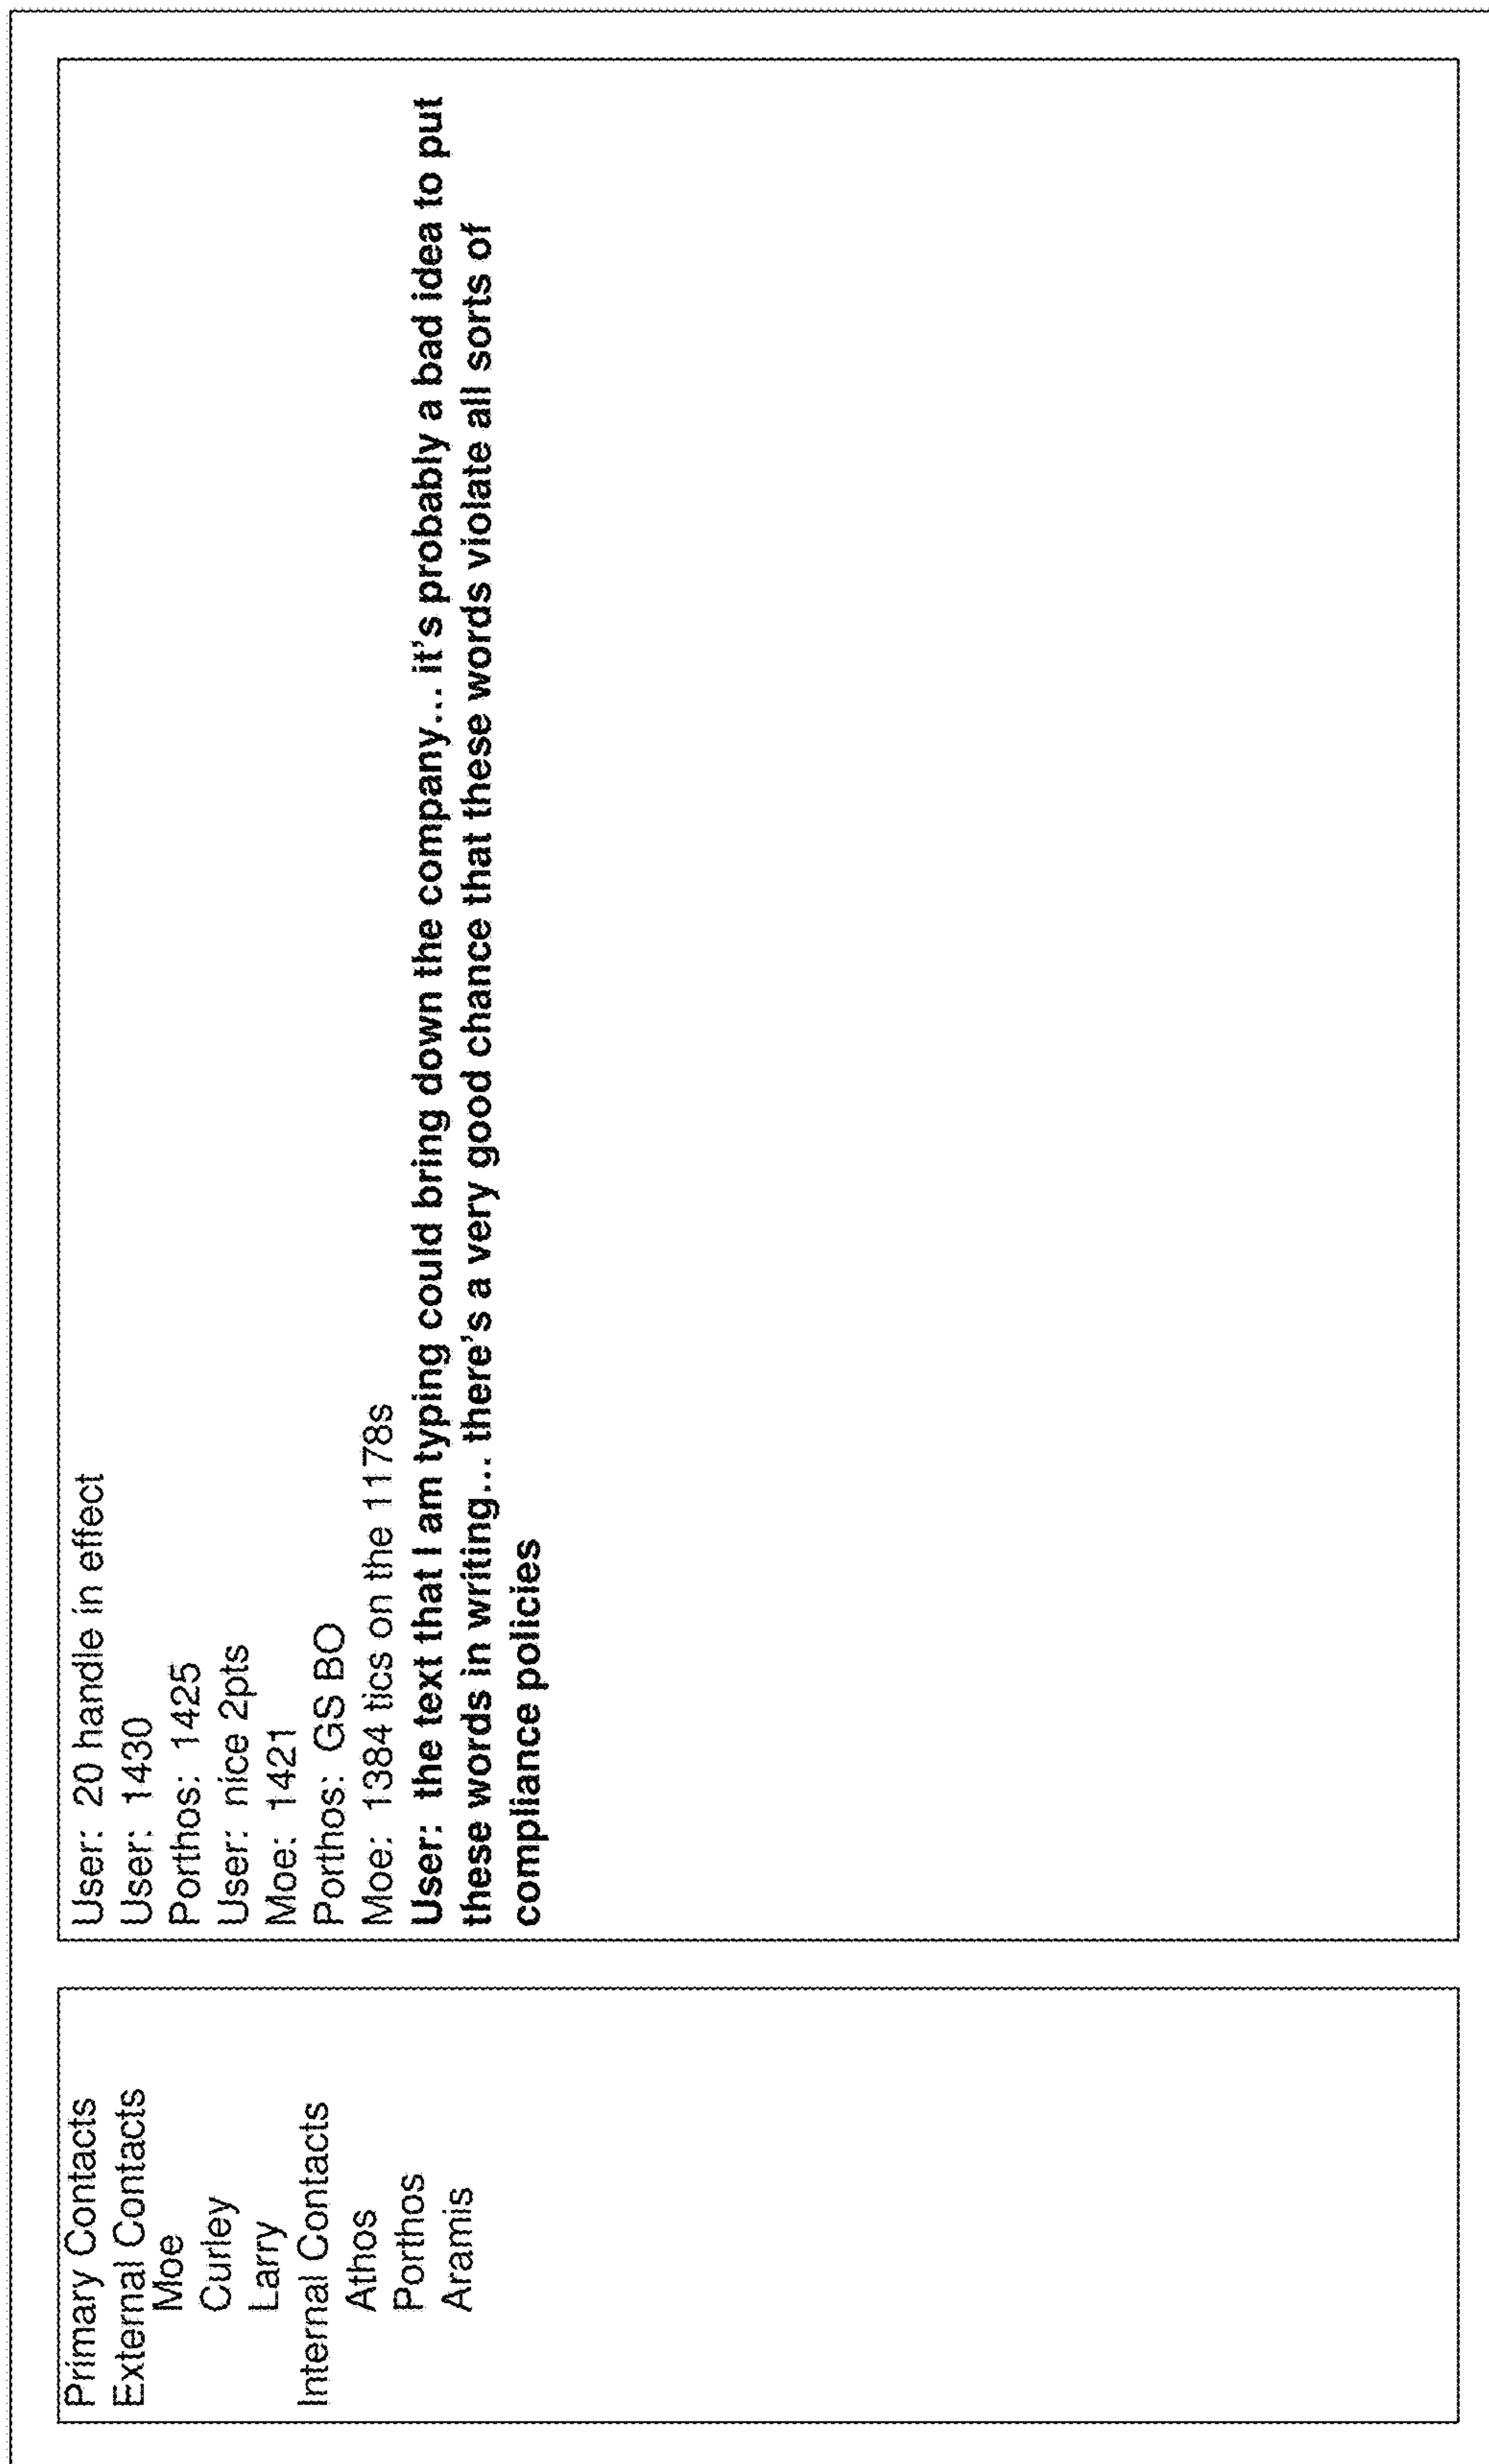 Primary Contacts
External Contacts
Moe
Curley
Larry
Internal Contacts
Athos
Porthos
Aramis
User: 20 handle in effect
User: 1430
Porthos: 1425
User: nice 2pts
Moe: 1421
Porthos: GS BO
Moe: 1384 tics on the 1178s
User: the text that I am typing could bring down the company... it's probably a bad idea to put
these words in writing... there's a very good chance that these words violate all sorts of
compliance policies